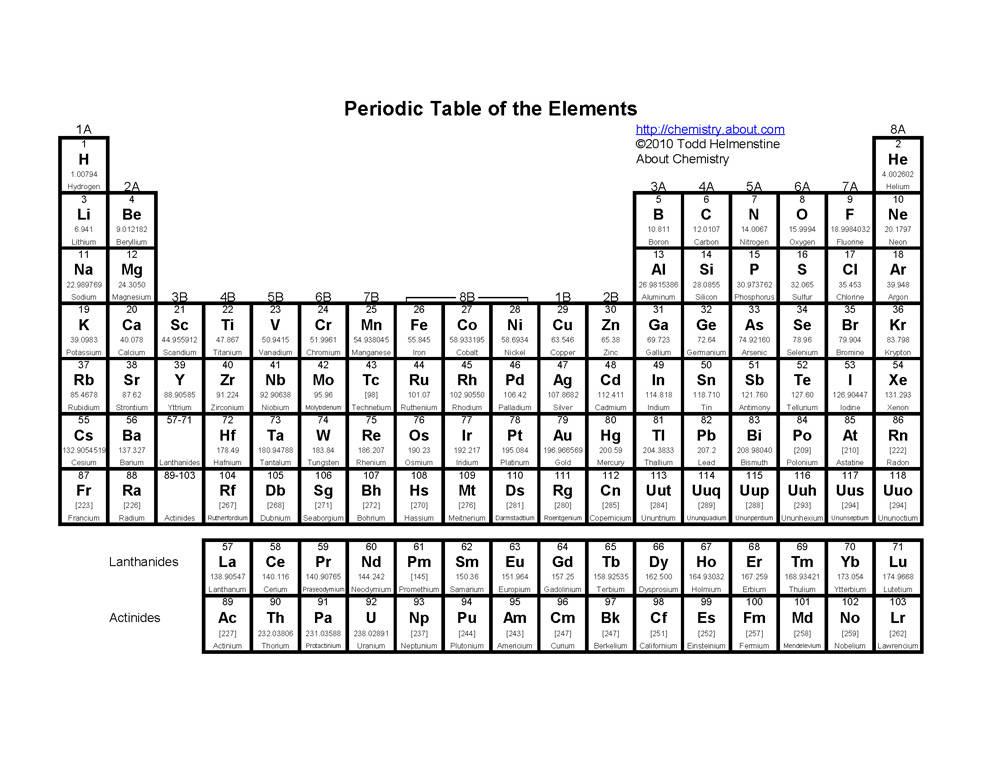 Periodic Table of the Elements
http://chemistry.about.com
©2010 Todd Helmenstine
About Chemistry
1A 8A
1 2
H He
1.00794 4.002602
Hydrogen Helium
2A 3A 4A 5A 6A 7A
3 4 5 6 7 8 9 10
Li Be B C N O F Ne
6.941 9.012182 10.811 12.0107 14.0067 15.9994 18.9984032 20.1797
Lithium Beryllium Boron Carbon Nitrogen Oxygen Fluorine Neon
11 12 13 14 15 16 17 18
Na Mg Al Si P S Cl Ar
22.989769 24.3050 26.9815386 28.0855 30.973762 32.065 35.453 39.948
Sodium Magnesium Aluminum Silicon Phosphorus Sulfur Chlorine Argon
3B 4B 5B 6B 7B 8B 1B 2B
19 20 21 22 23 24 25 26 27 28 29 30 31 32 33 34 35 36
K Ca Sc Ti V Cr Mn Fe Co Ni Cu Zn Ga Ge As Se Br Kr
39.0983 40.078 44.955912 47.867 50.9415 51.9961 54.938045 55.845 58.933195 58.6934 63.546 65.38 69.723 72.64 74.92160 78.96 79.904 83.798
Potassium Calcium Scandium Titanium Vanadium Chromium Manganese Iron Cobalt Nickel Copper Zinc Gallium Germanium Arsenic Selenium Bromine Krypton
37 38 39 40 41 42 43 44 45 46 47 48 49 50 51 52 53 54
Rb Sr Y Zr Nb Mo Tc Ru Rh Pd Ag Cd In Sn Sb Te I Xe
85.4678 87.62 88.90585 91.224 92.90638 95.96 [98] 101.07 102.90550 106.42 107.8682 112.411 114.818 118.710 121.760 127.60 126.90447 131.293
Rubidium Strontium Yttrium Zirconium Niobium Molybdenum Technetium Ruthenium Rhodium Palladium Silver Cadmium Indium Tin Antimony Tellurium Iodine Xenon
55 56 57-71 72 73 74 75 76 77 78 79 80 81 82 83 84 85 86
Cs Ba Hf Ta W Re Os Ir Pt Au Hg Tl Pb Bi Po At Rn
132.9054519 137.327 178.49 180.94788 183.84 186.207 190.23 192.217 195.084 196.966569 200.59 204.3833 207.2 208.98040 [209] [210] [222]
Cesium Barium Lanthanides Hafnium Tantalum Tungsten Rhenium Osmium Iridium Platinum Gold Mercury Thallium Lead Bismuth Polonium Astatine Radon
87 88 89-103 104 105 106 107 108 109 110 111 112 113 114 115 116 117 118
Fr Ra Rf Db Sg Bh Hs Mt Ds Rg Cn Uut Uuq Uup Uuh Uus Uuo
[223] [226] [267] [268] [271] [272] [270] [276] [281] [280] [285] [284] [289] [288] [293] [294] [294]
Francium Radium Actinides Rutherfordium Dubnium Seaborgium Bohrium Hassium Meitnerium Darmstadtium Roentgenium Copernicium Ununtrium Ununquadium Ununpentium Ununhexium Ununseptium Ununoctium
57 58 59 60 61 62 63 64 65 66 67 68 69 70 71
Lanthanides La Ce Pr Nd Pm Sm Eu Gd Tb Dy Ho Er Tm Yb Lu
138.90547 140.116 140.90765 144.242 [145] 150.36 151.964 157.25 158.92535 162.500 164.93032 167.259 168.93421 173.054 174.9668
Lanthanum Cerium Praseodymium Neodymium Promethium Samarium Europium Gadolinium Terbium Dysprosium Holmium Erbium Thulium Ytterbium Lutetium
89 90 91 92 93 94 95 96 97 98 99 100 101 102 103
Actinides Ac Th Pa U Np Pu Am Cm Bk Cf Es Fm Md No Lr
[227] 232.03806 231.03588 238.02891 [237] [244] [243] [247] [247] [251] [252] [257] [258] [259] [262]
Actinium Thorium Protactinium Uranium Neptunium Plutonium Americium Curium Berkelium Californium Einsteinium Fermium Mendelevium Nobelium Lawrencium